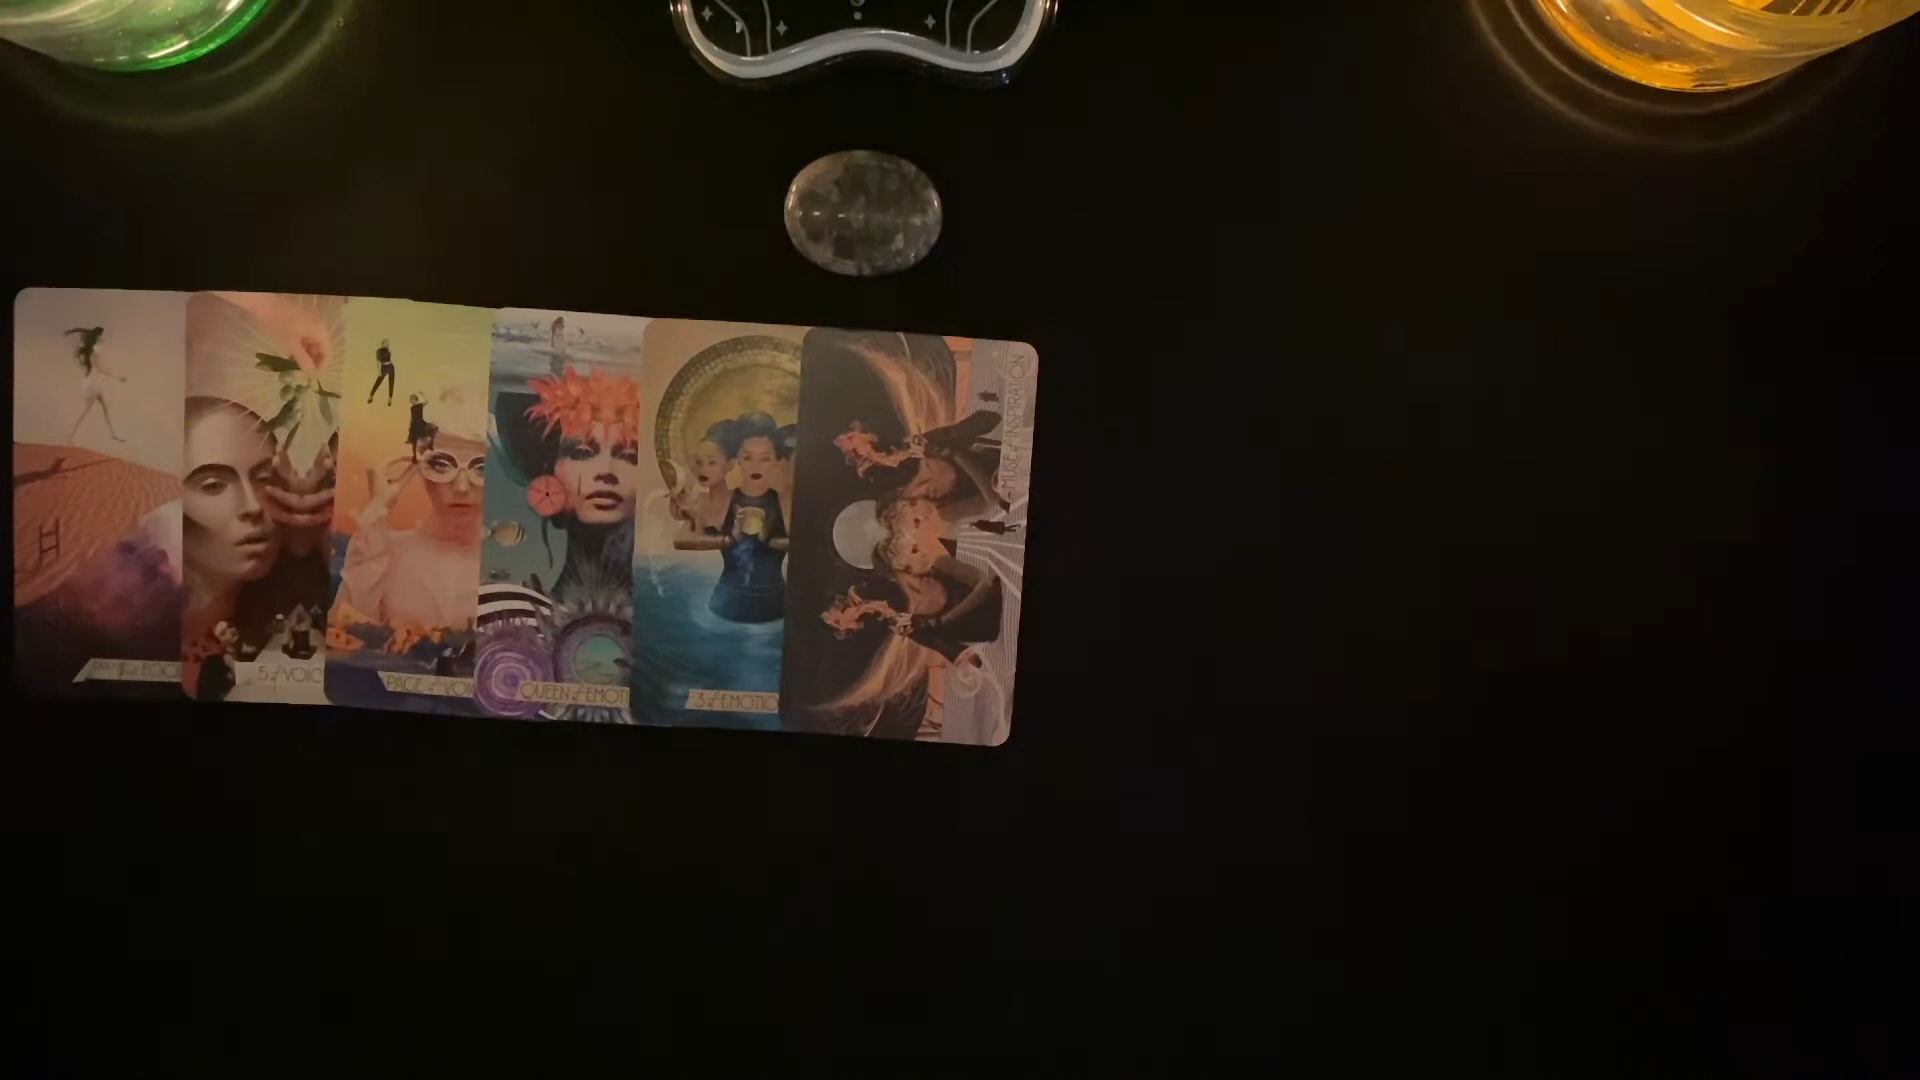 5 of VOIC
PAGE of VOI
QUEEN of EMOTI
3 of EMOTIO
MUSE of INSPIRATION